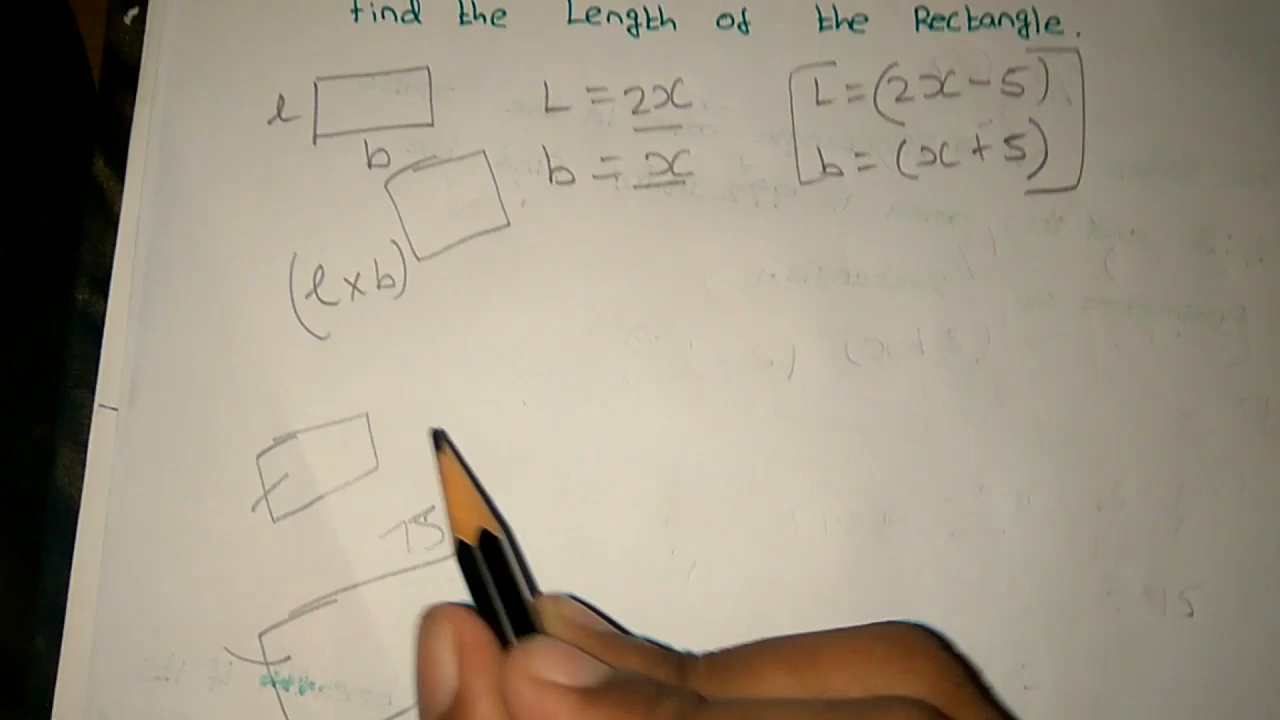 find the Length of the Rectangle.
l
b
L = 2x
b = x
L = (2x - 5)
b = (x + 5)
(l × b)
75